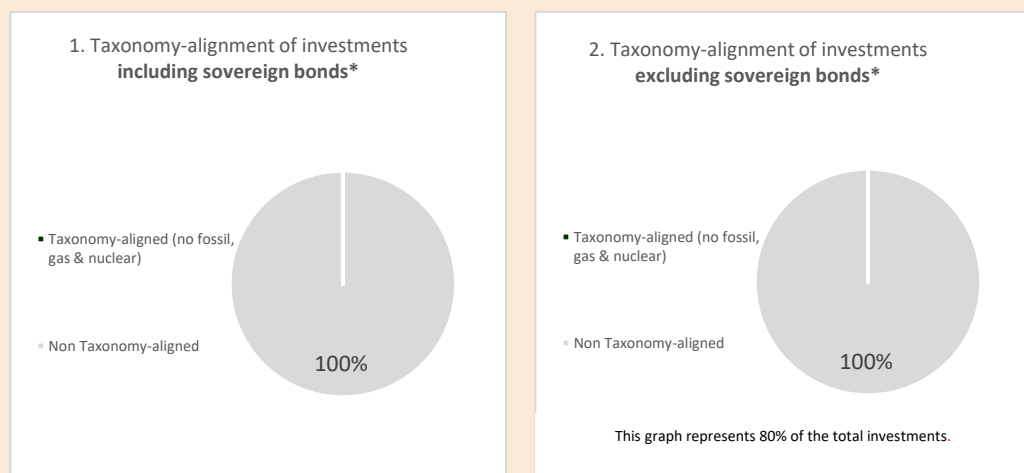 1. Taxonomy-alignment of investments
including sovereign bonds*
Taxonomy-aligned (no fossil,
gas & nuclear)
Non Taxonomy-aligned
100%
2. Taxonomy-alignment of investments
excluding sovereign bonds*
Taxonomy-aligned (no fossil,
gas & nuclear)
Non Taxonomy-aligned
100%
This graph represents 80% of the total investments.